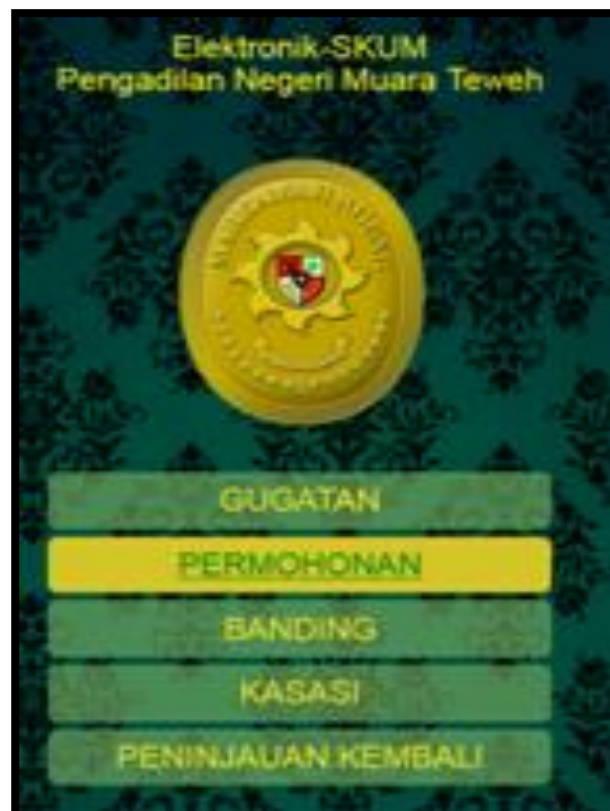 Elektronik-SKUM
Pengadilan Negeri Muara Teweh
GUGATAN
PERMOHONAN
BANDING
KASASI
PENINJAUAN KEMBALI